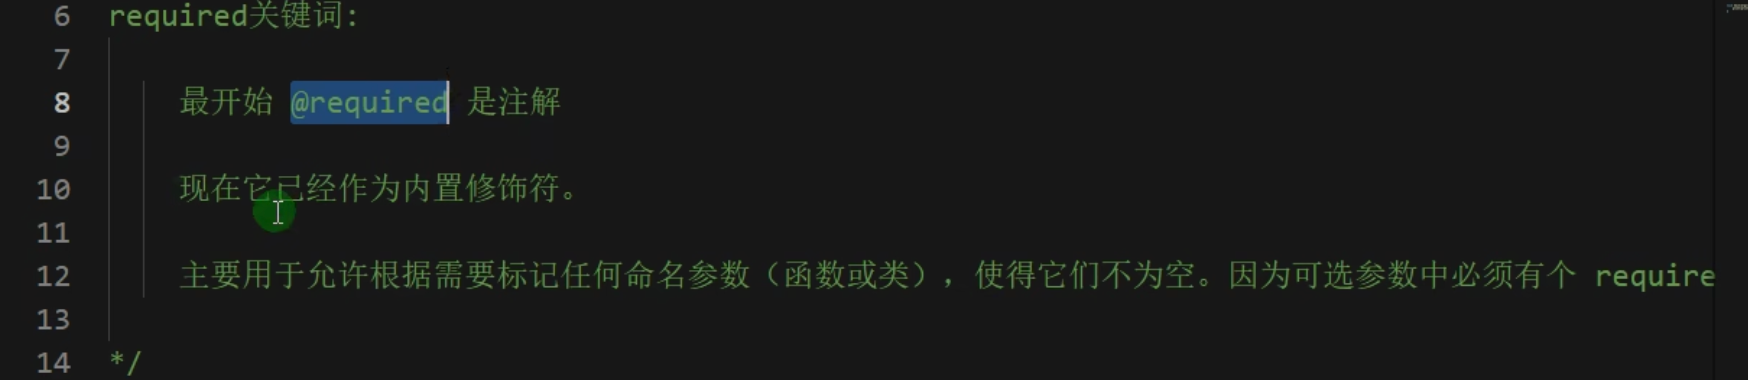 6 required关键词:
7
8 最开始 @required 是注解
9
10 现在它已经作为内置修饰符。
11
12 主要用于允许根据需要标记任何命名参数（函数或类），使得它们不为空。因为可选参数中必须有个 require
13
14 */